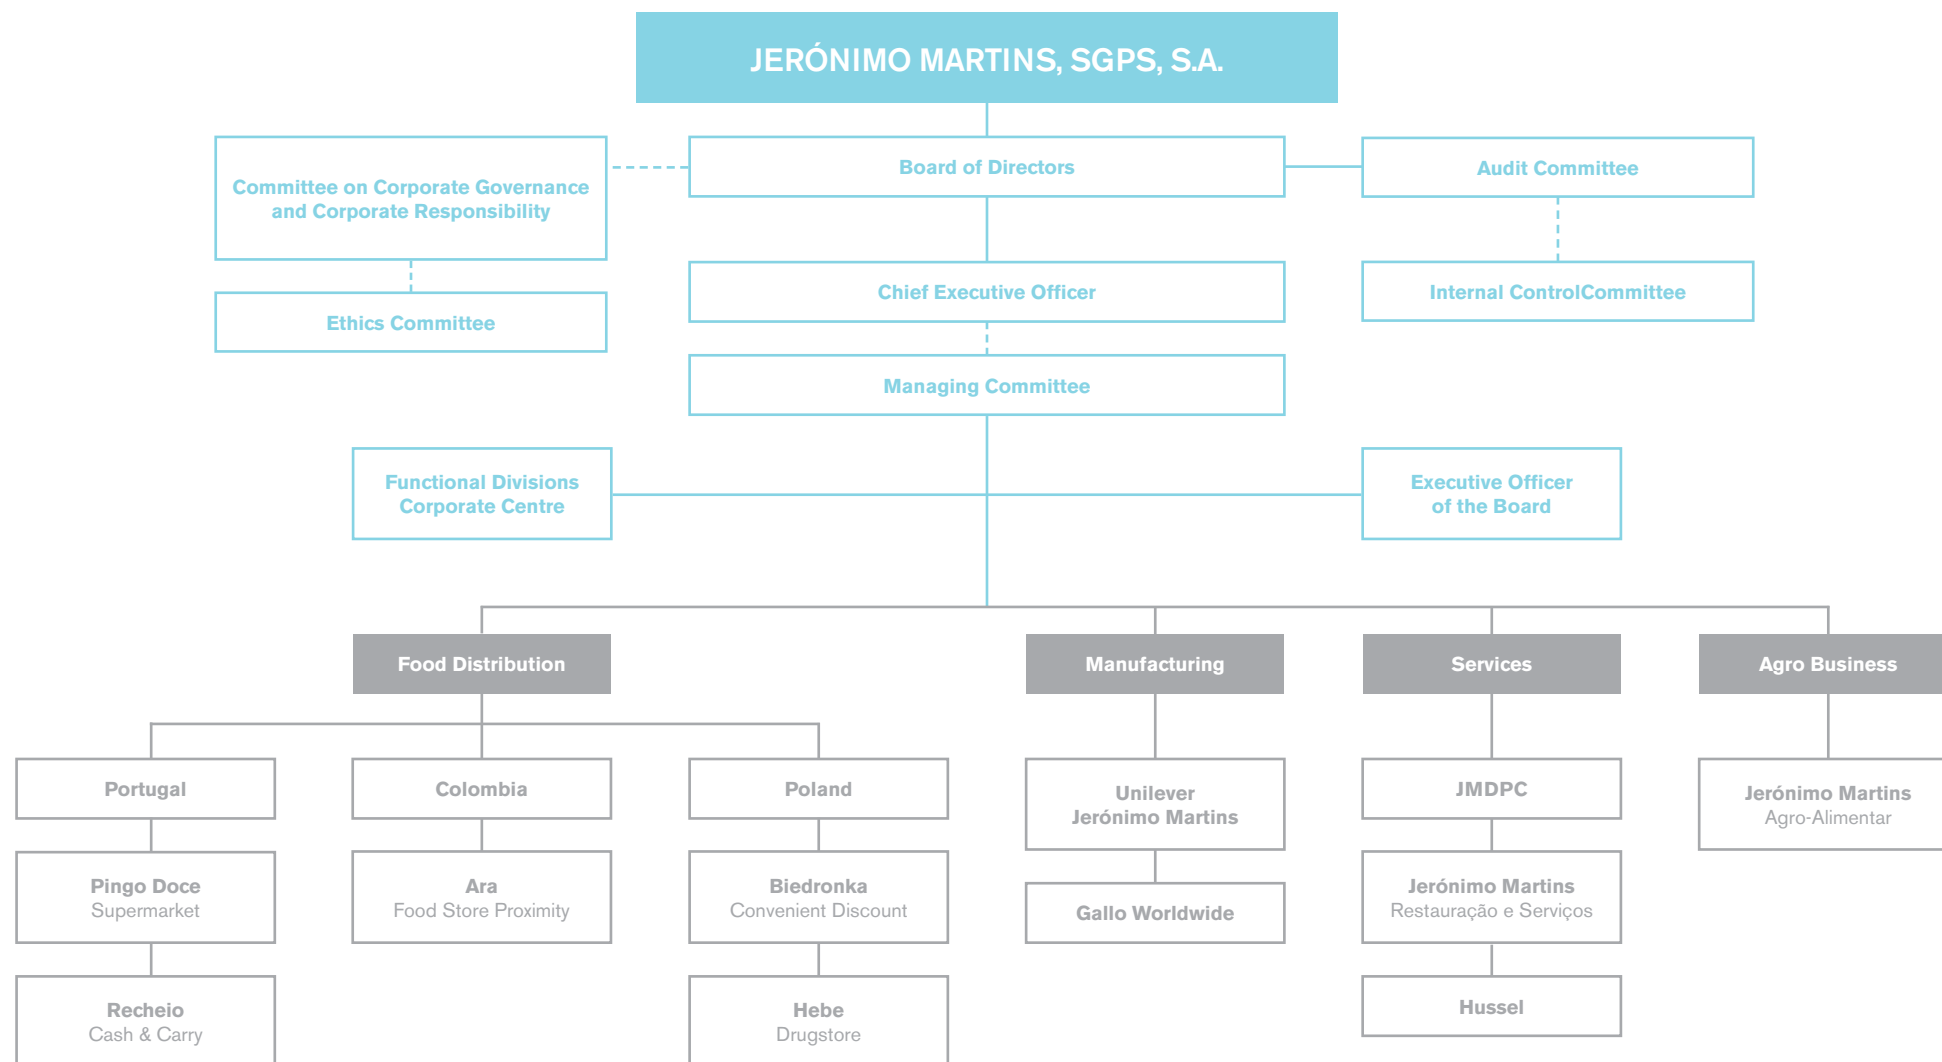 JERÓNIMO MARTINS, SGPS, S.A.
Committee on Corporate Governance
and Corporate Responsibility
Board of Directors
Audit Committee
Ethics Committee
Chief Executive Officer
Internal ControlCommittee
Managing Committee
Functional Divisions
Corporate Centre
Executive Officer
of the Board
Food Distribution
Manufacturing
Services
Agro Business
Portugal
Colombia
Poland
Unilever
Jerónimo Martins
JMDPC
Jerónimo Martins
Agro-Alimentar
Pingo Doce
Supermarket
Ara
Food Store Proximity
Biedronka
Convenient Discount
Gallo Worldwide
Jerónimo Martins
Restauração e Serviços
Recheio
Cash & Carry
Hebe
Drugstore
Hussel